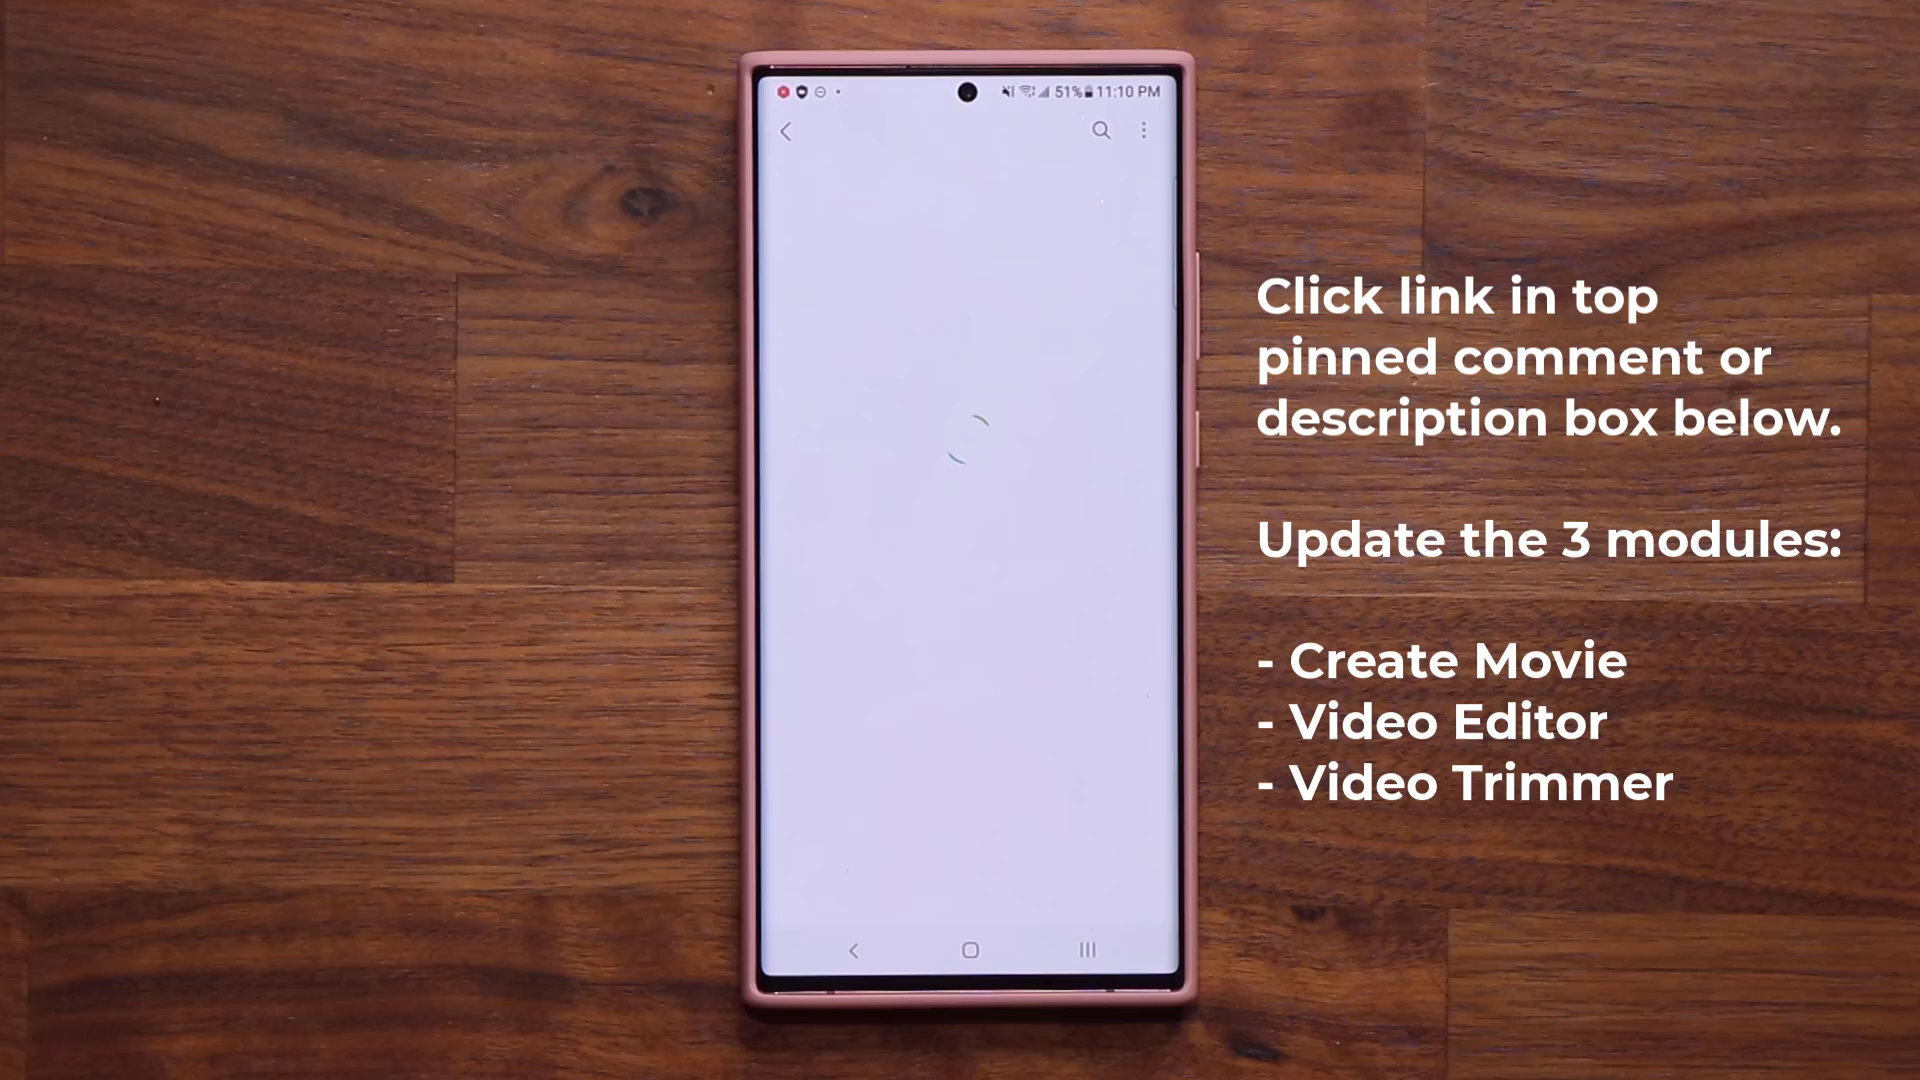 51% 11:10 PM
Click link in top
pinned comment or
description box below.
Update the 3 modules:
- Create Movie
- Video Editor
- Video Trimmer